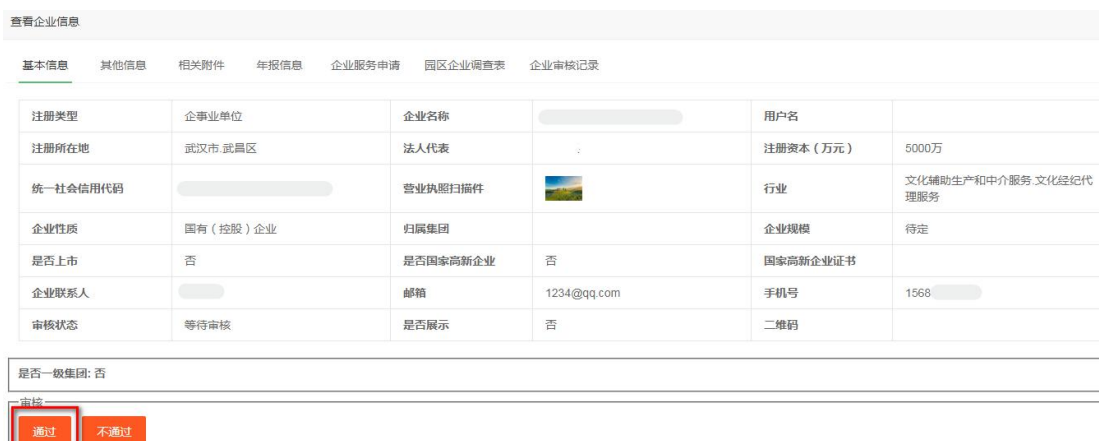 查看企业信息
基本信息 其他信息 相关附件 年报信息 企业服务申请 园区企业调查表 企业审核记录
注册类型 企事业单位 企业名称 用户名
注册所在地 武汉市.武昌区 法人代表 注册资本（万元） 5000万
统一社会信用代码 营业执照扫描件 行业 文化辅助生产和中介服务.文化经纪代
理服务
企业性质 国有（控股）企业 归属集团 企业规模 待定
是否上市 否 是否国家高新企业 否 国家高新企业证书
企业联系人 邮箱 1234@qq.com 手机号 1568
审核状态 等待审核 是否展示 否 二维码
是否一级集团: 否
审核
通过 不通过